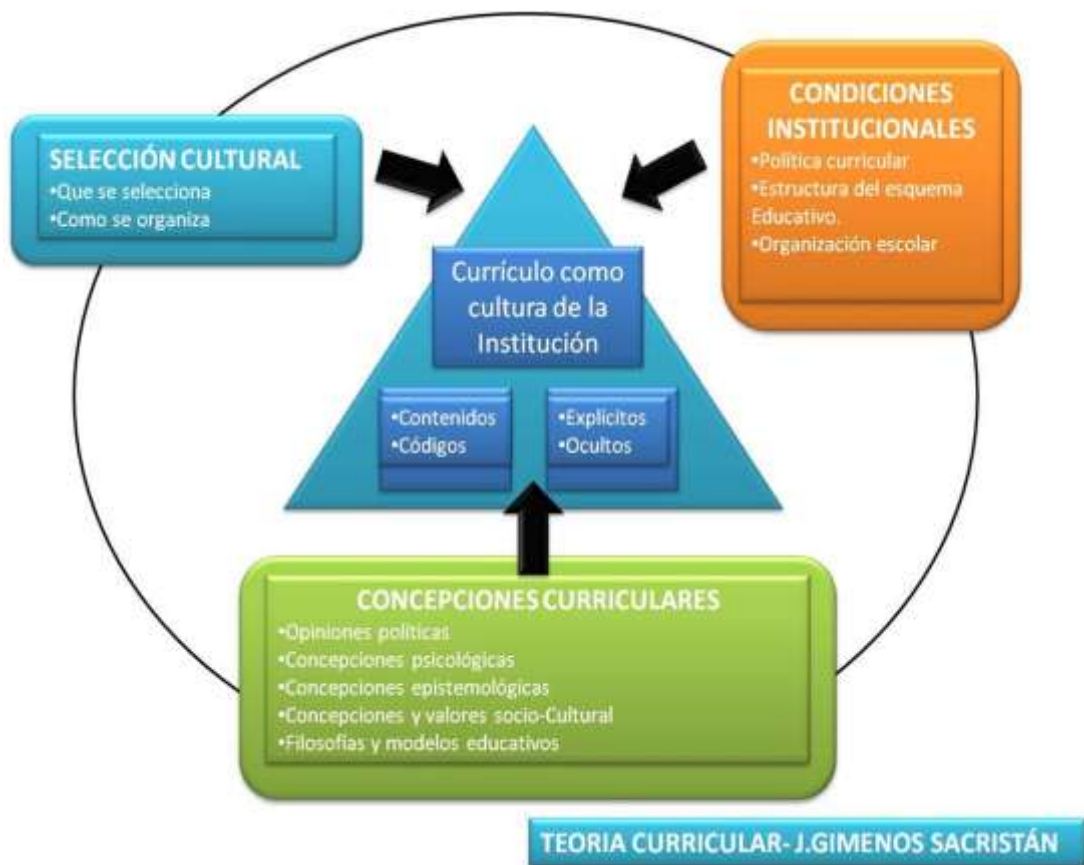 SELECCIÓN CULTURAL
•Que se selecciona
•Como se organiza
CONDICIONES
INSTITUCIONALES
•Política curricular
•Estructura del esquema
Educativo.
•Organización escolar
Currículo como
cultura de la
Institución
•Contenidos
•Códigos
•Explicitos
•Ocultos
CONCEPCIONES CURRICULARES
•Opiniones políticas
•Concepciones psicológicas
•Concepciones epistemológicas
•Concepciones y valores socio-Cultural
•Filosofías y modelos educativos
TEORIA CURRICULAR- J.GIMENOS SACRISTÁN